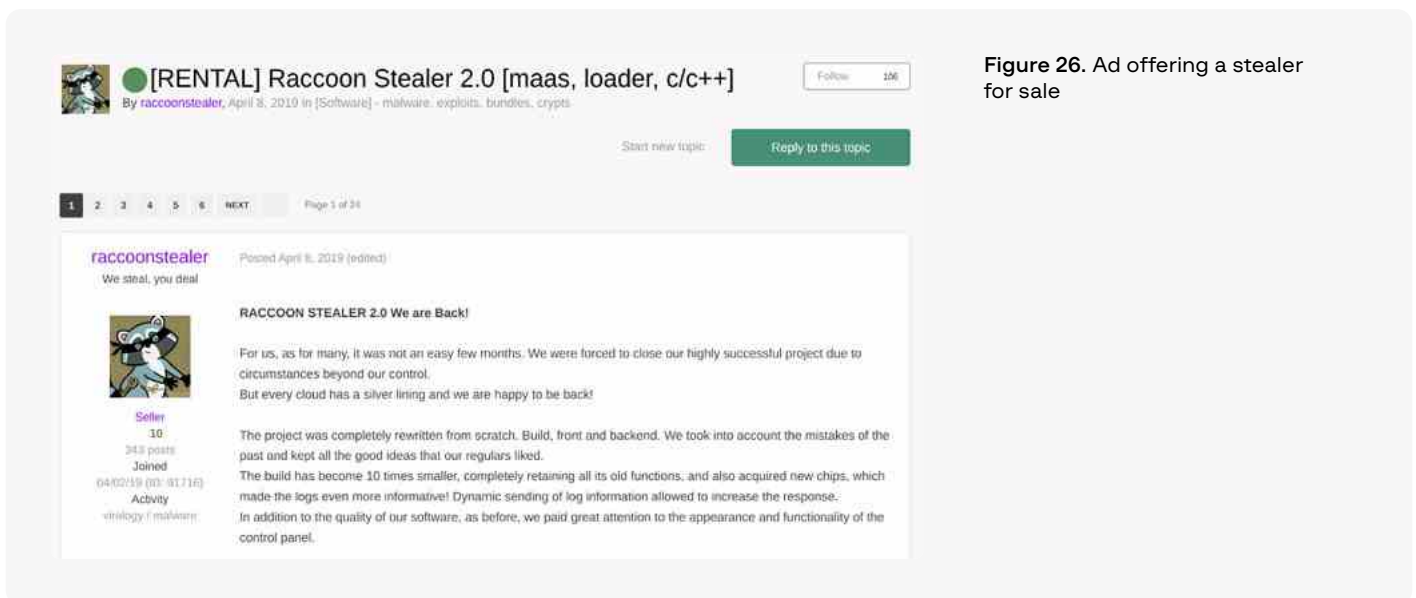 [RENTAL] Raccoon Stealer 2.0 [maas, loader, c/c++]
By raccoonstealer, April 8, 2019 in [Software] - malware, exploits, bundles, crypts
Follow 106
Start new topic
Reply to this topic
1 2 3 4 5 6 NEXT
Page 1 of 24
raccoonstealer
We steal, you deal
Seller
10
343 posts
Joined
04/02/19 (ID: 91716)
Activity
virology / malware
Posted April 8, 2019 (edited)
RACCOON STEALER 2.0 We are Back!
For us, as for many, it was not an easy few months. We were forced to close our highly successful project due to
circumstances beyond our control.
But every cloud has a silver lining and we are happy to be back!
The project was completely rewritten from scratch. Build, front and backend. We took into account the mistakes of the
past and kept all the good ideas that our regulars liked.
The build has become 10 times smaller, completely retaining all its old functions, and also acquired new chips, which
made the logs even more informative! Dynamic sending of log information allowed to increase the response.
In addition to the quality of our software, as before, we paid great attention to the appearance and functionality of the
control panel.
Figure 26. Ad offering a stealer
for sale